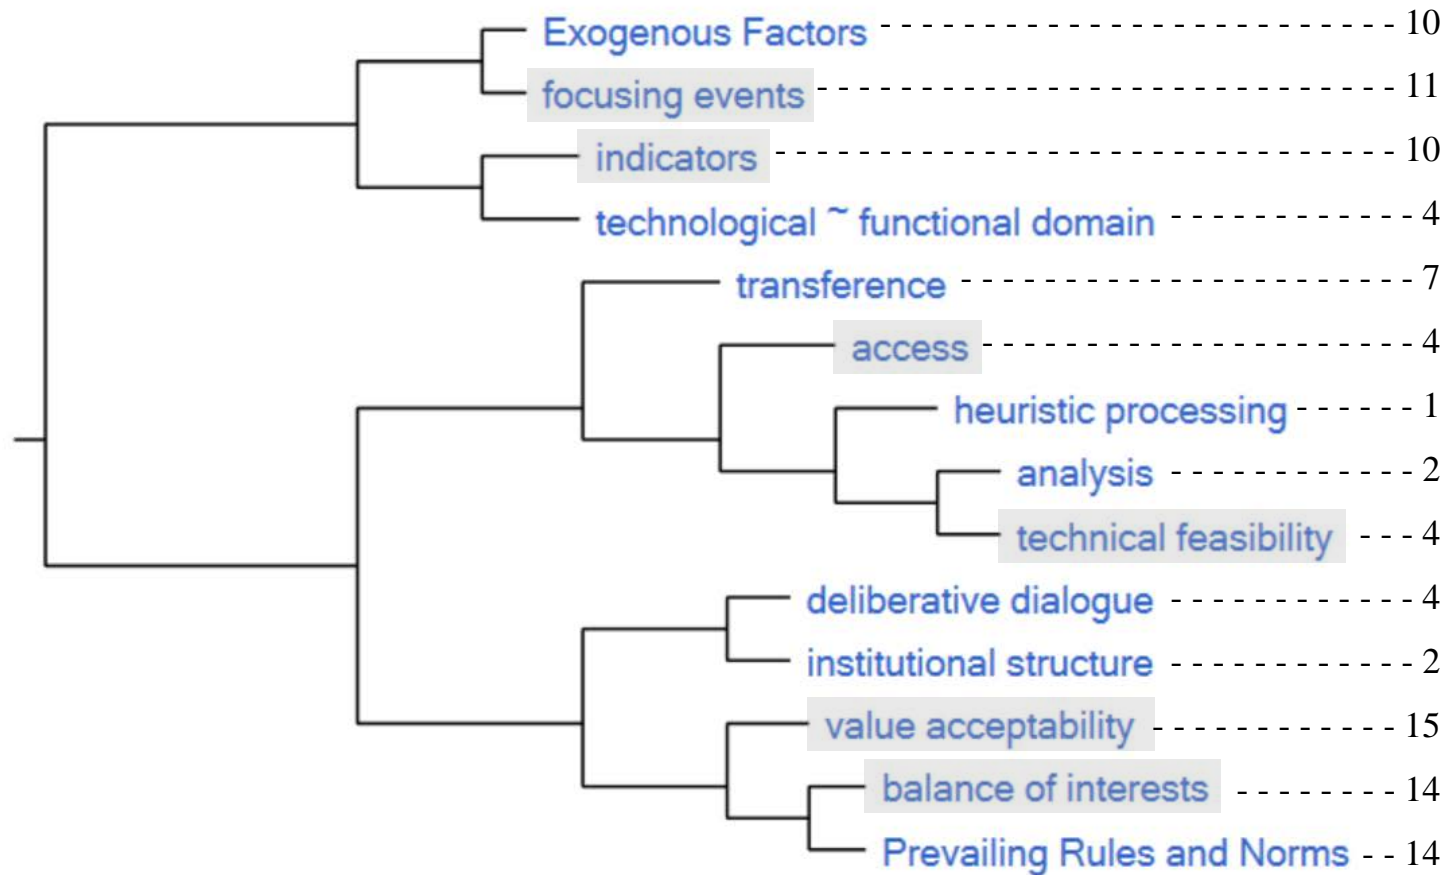 Exogenous Factors - - - - - - - - - - - - - - - - - - - - - - - - - - - - - 10
focusing events - - - - - - - - - - - - - - - - - - - - - - - - - - - - - - - - 11
indicators - - - - - - - - - - - - - - - - - - - - - - - - - - - - - - - - - - 10
technological ~ functional domain - - - - - - - - - - - - - 4
transference - - - - - - - - - - - - - - - - - - - - - - - 7
access - - - - - - - - - - - - - - - - - - - - - - 4
heuristic processing - - - - - - 1
analysis - - - - - - - - - - - - - 2
technical feasibility - - - 4
deliberative dialogue - - - - - - - - - - - - - 4
institutional structure - - - - - - - - - - - - - 2
value acceptability - - - - - - - - - - - - - 15
balance of interests - - - - - - - - 14
Prevailing Rules and Norms - - 14